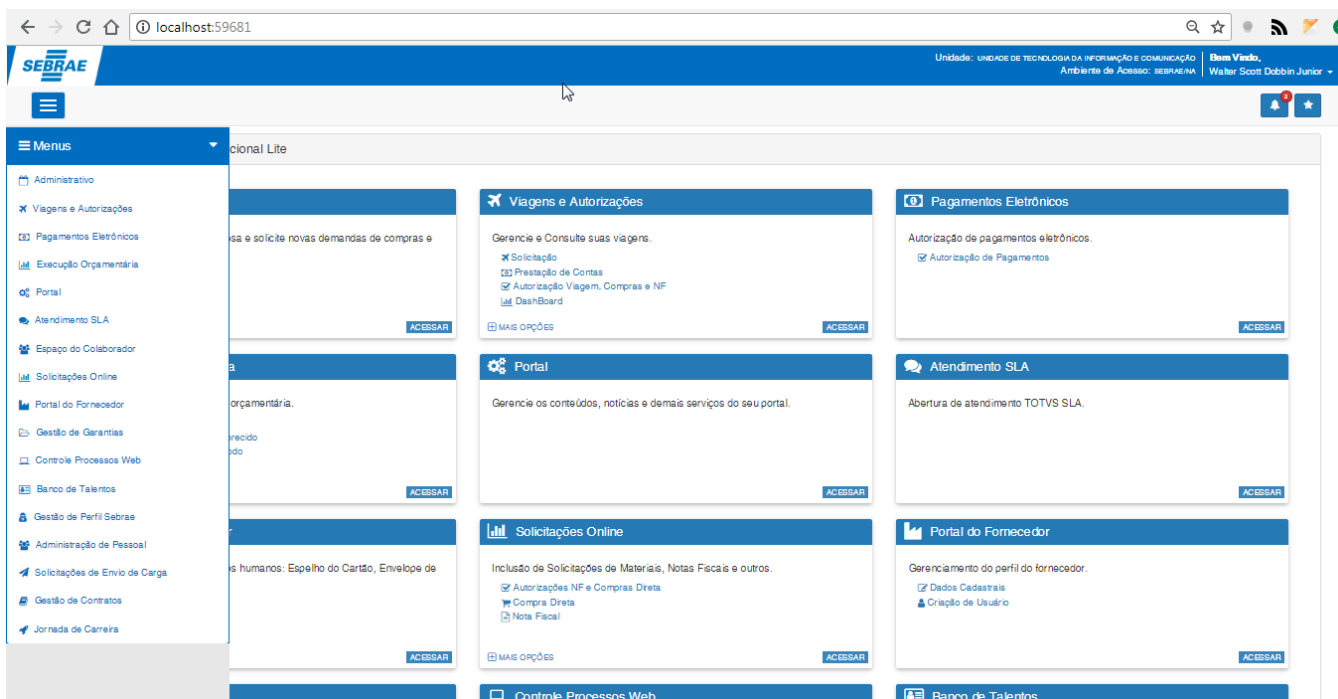 localhost:59681
SEBRAE
Unidade: UNIDADE DE TECNOLOGIA DA INFORMAÇÃO E COMUNICAÇÃO
Ambiente de Acesso: SEBRAE/NA
Bem Vindo,
Walter Scott Dobbin Junior
Menus
Administrativo
Viagens e Autorizações
Pagamentos Eletrônicos
Execução Orçamentária
Portal
Atendimento SLA
Espaço do Colaborador
Solicitações Online
Portal do Fornecedor
Gestão de Garantias
Controle Processos Web
Banco de Talentos
Gestão de Perfil Sebrae
Administração de Pessoal
Solicitações de Envio de Carga
Gestão de Contratos
Jornada de Carreira
cional Lite
sa e solicite novas demandas de compras e
ACESSAR
Viagens e Autorizações
Gerencie e Consulte suas viagens.
Solicitação
Prestação de Contas
Autorização Viagem, Compras e NF
DashBoard
MAIS OPÇÕES
ACESSAR
Pagamentos Eletrônicos
Autorização de pagamentos eletrônicos.
Autorização de Pagamentos
ACESSAR
a
orçamentária.
recido
odo
ACESSAR
Portal
Gerencie os conteúdos, notícias e demais serviços do seu portal.
ACESSAR
Atendimento SLA
Abertura de atendimento TOTVS SLA.
ACESSAR
r
s humanos: Espelho do Cartão, Envelope de
ACESSAR
Solicitações Online
Inclusão de Solicitações de Materiais, Notas Fiscais e outros.
Autorizações NF e Compras Direta
Compra Direta
Nota Fiscal
MAIS OPÇÕES
ACESSAR
Portal do Fornecedor
Gerenciamento do perfil do fornecedor.
Dados Cadastrais
Criação de Usuário
ACESSAR
Controle Processos Web
Banco de Talentos